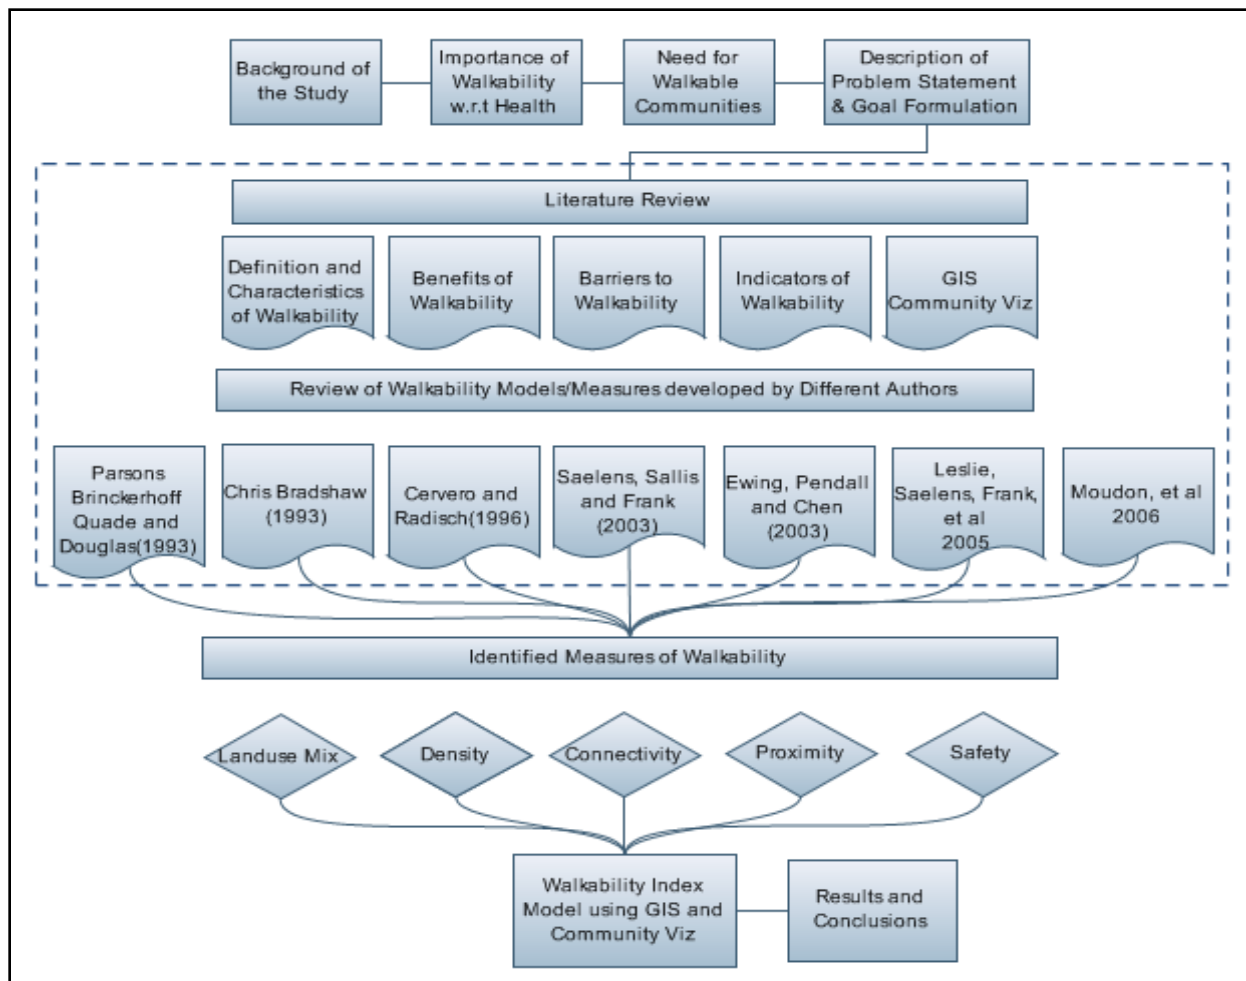 Background of
the Study
Importance of
Walkability
w.r.t Health
Need for
Walkable
Communities
Description of
Problem Statement
& Goal Formulation
Literature Review
Definition and
Characteristics
of Walkability
Benefits of
Walkability
Barriers to
Walkability
Indicators of
Walkability
GIS
Community Viz
Review of Walkability Models/Measures developed by Different Authors
Parsons
Brinckerhoff
Quade and
Douglas(1993)
Chris Bradshaw
(1993)
Cervero and
Radisch(1996)
Saelens, Sallis
and Frank
(2003)
Ewing, Pendall
and Chen
(2003)
Leslie,
Saelens, Frank,
et al
2005
Moudon, et al
2006
Identified Measures of Walkability
Landuse Mix
Density
Connectivity
Proximity
Safety
Walkability Index
Model using GIS and
Community Viz
Results and
Conclusions